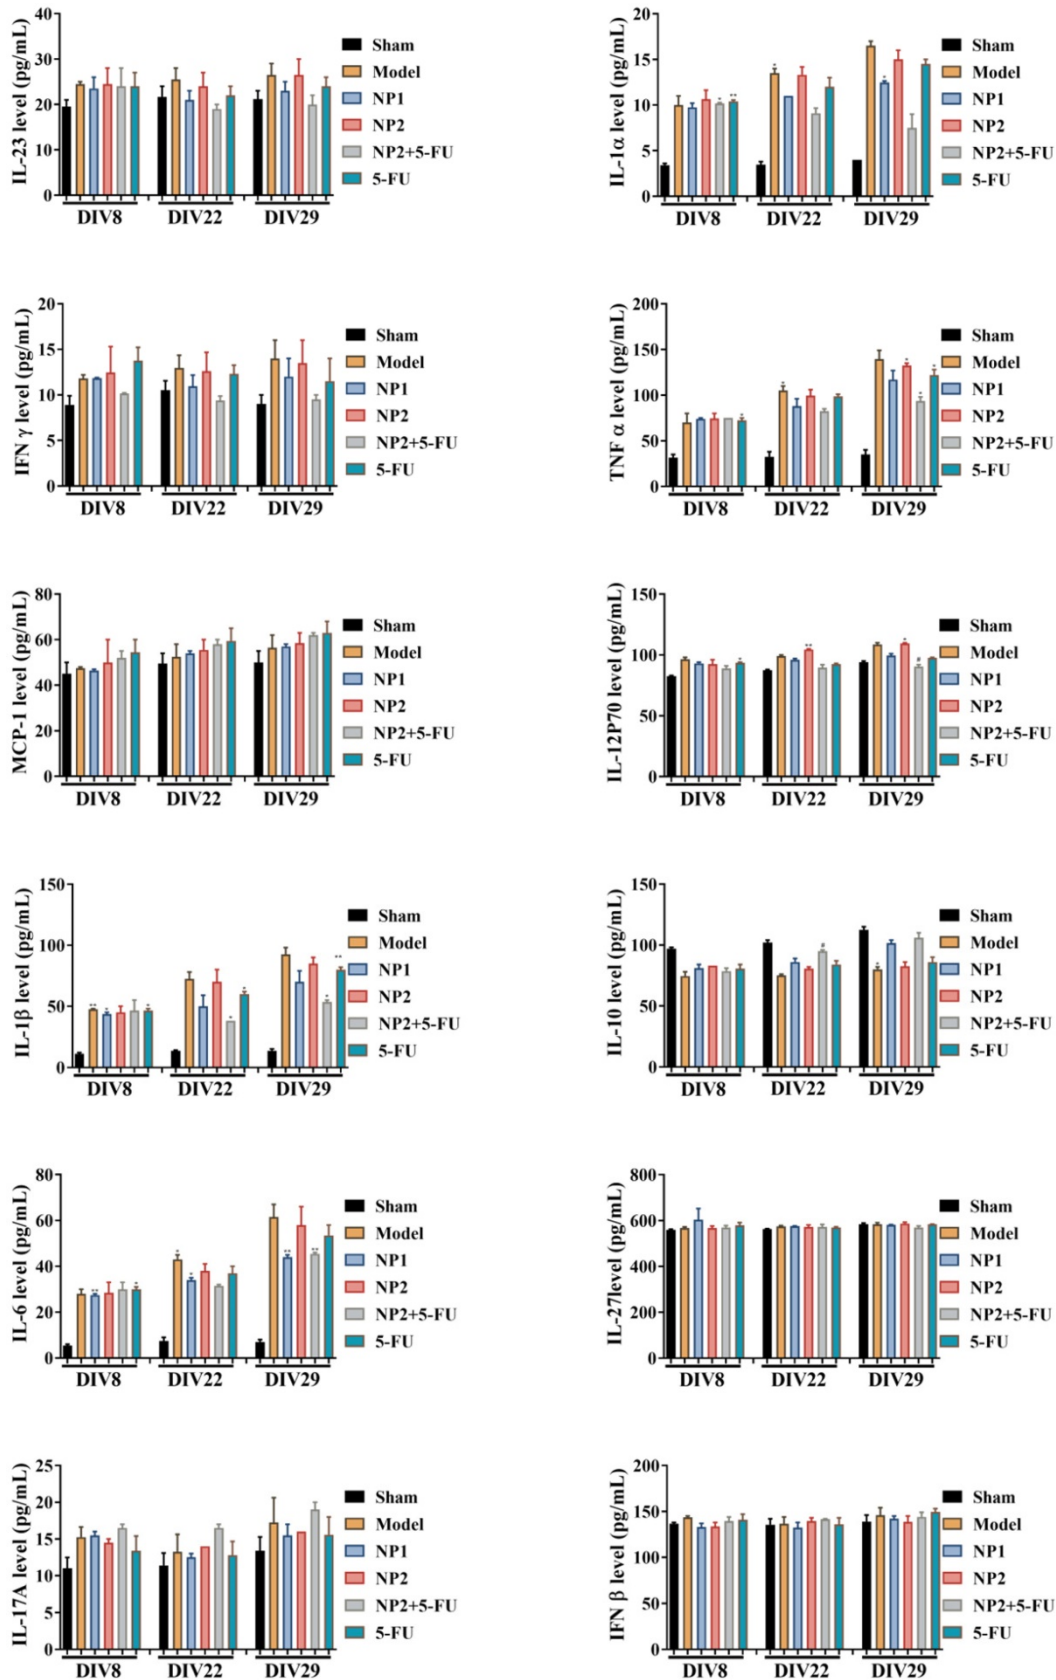 IL-23 level (pg/mL)
40
30
20
10
0
DIV8 DIV22 DIV29
Sham
Model
NP1
NP2
NP2+5-FU
5-FU
IL-1α level (pg/mL)
20
15
10
5
0
* ** * *
DIV8 DIV22 DIV29
Sham
Model
NP1
NP2
NP2+5-FU
5-FU
IFN γ level (pg/mL)
20
15
10
5
0
DIV8 DIV22 DIV29
Sham
Model
NP1
NP2
NP2+5-FU
5-FU
TNF α level (pg/mL)
200
150
100
50
0
* * * * *
DIV8 DIV22 DIV29
Sham
Model
NP1
NP2
NP2+5-FU
5-FU
MCP-1 level (pg/mL)
80
60
40
20
0
DIV8 DIV22 DIV29
Sham
Model
NP1
NP2
NP2+5-FU
5-FU
IL-12P70 level (pg/mL)
150
100
50
0
* ** * #
DIV8 DIV22 DIV29
Sham
Model
NP1
NP2
NP2+5-FU
5-FU
IL-1β level (pg/mL)
150
100
50
0
** * * * * * **
DIV8 DIV22 DIV29
Sham
Model
NP1
NP2
NP2+5-FU
5-FU
IL-10 level (pg/mL)
150
100
50
0
# *
DIV8 DIV22 DIV29
Sham
Model
NP1
NP2
NP2+5-FU
5-FU
IL-6 level (pg/mL)
80
60
40
20
0
** * * * ** **
DIV8 DIV22 DIV29
Sham
Model
NP1
NP2
NP2+5-FU
5-FU
IL-27level (pg/mL)
800
600
400
200
0
DIV8 DIV22 DIV29
Sham
Model
NP1
NP2
NP2+5-FU
5-FU
IL-17A level (pg/mL)
25
20
15
10
5
0
DIV8 DIV22 DIV29
Sham
Model
NP1
NP2
NP2+5-FU
5-FU
IFN β level (pg/mL)
200
150
100
50
0
DIV8 DIV22 DIV29
Sham
Model
NP1
NP2
NP2+5-FU
5-FU